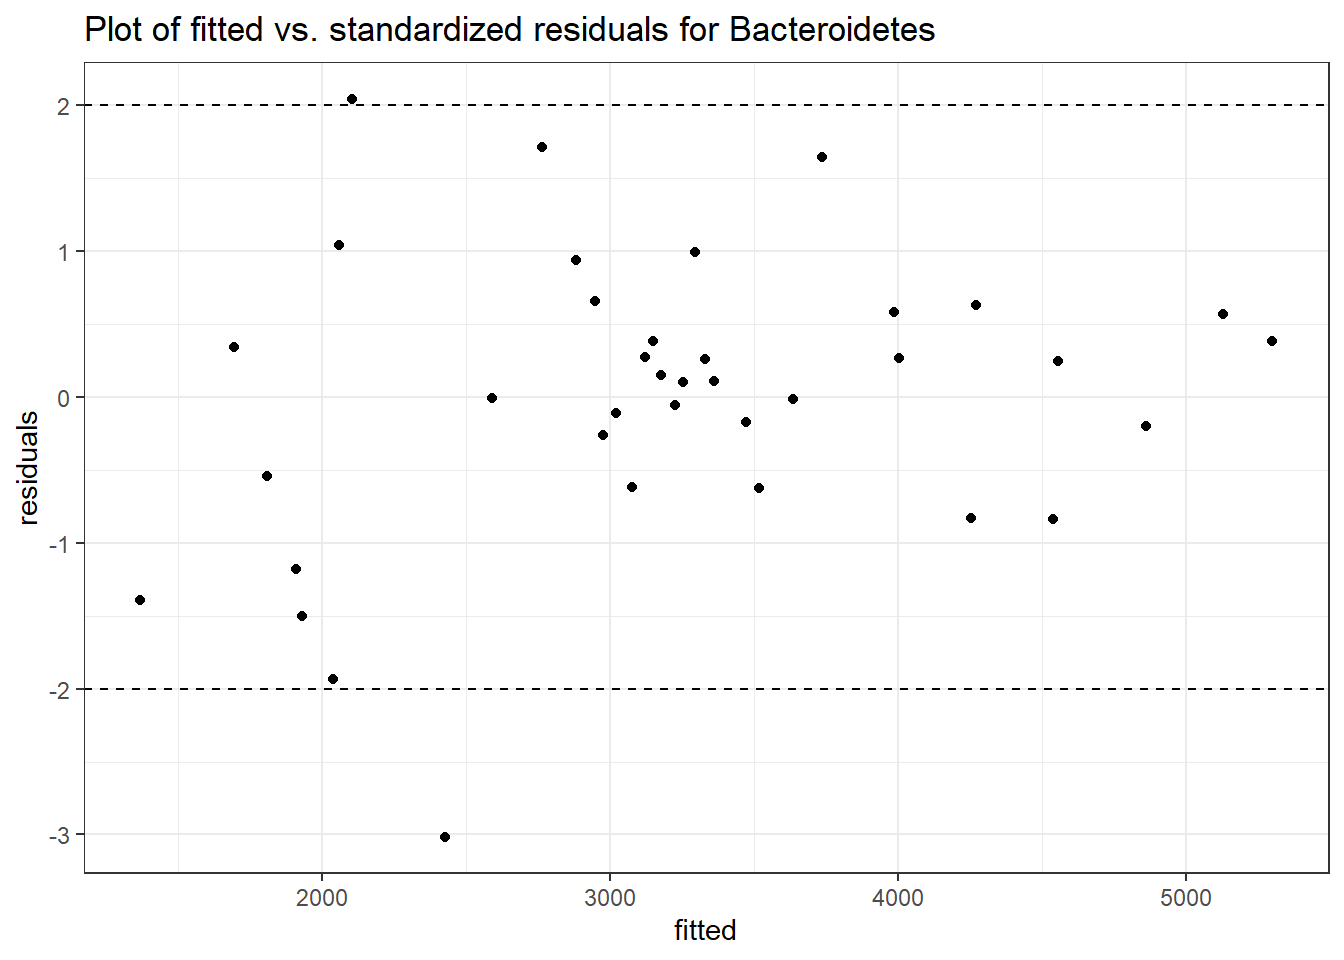 Plot of fitted vs. standardized residuals for Bacteroidetes
2
1
0
-1
-2
-3
residuals
2000 3000 4000 5000
fitted